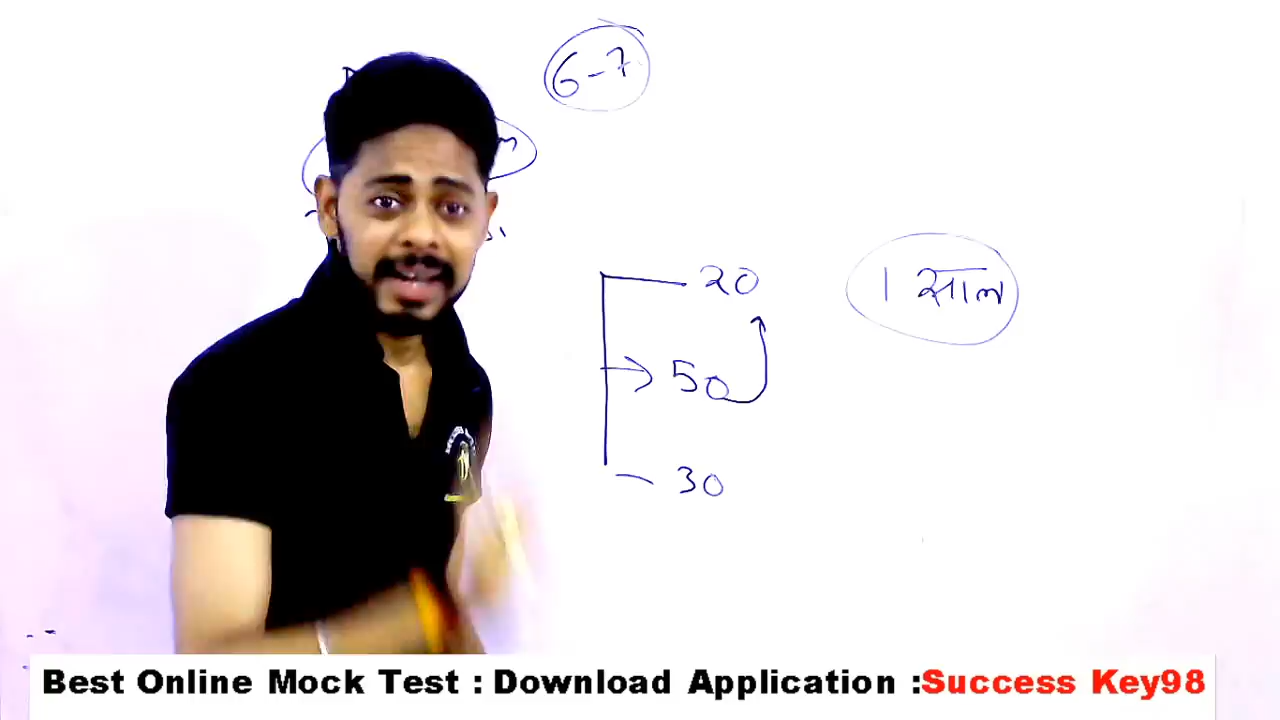 6-7
20
1 साल
50
30
Best Online Mock Test : Download Application :Success Key98